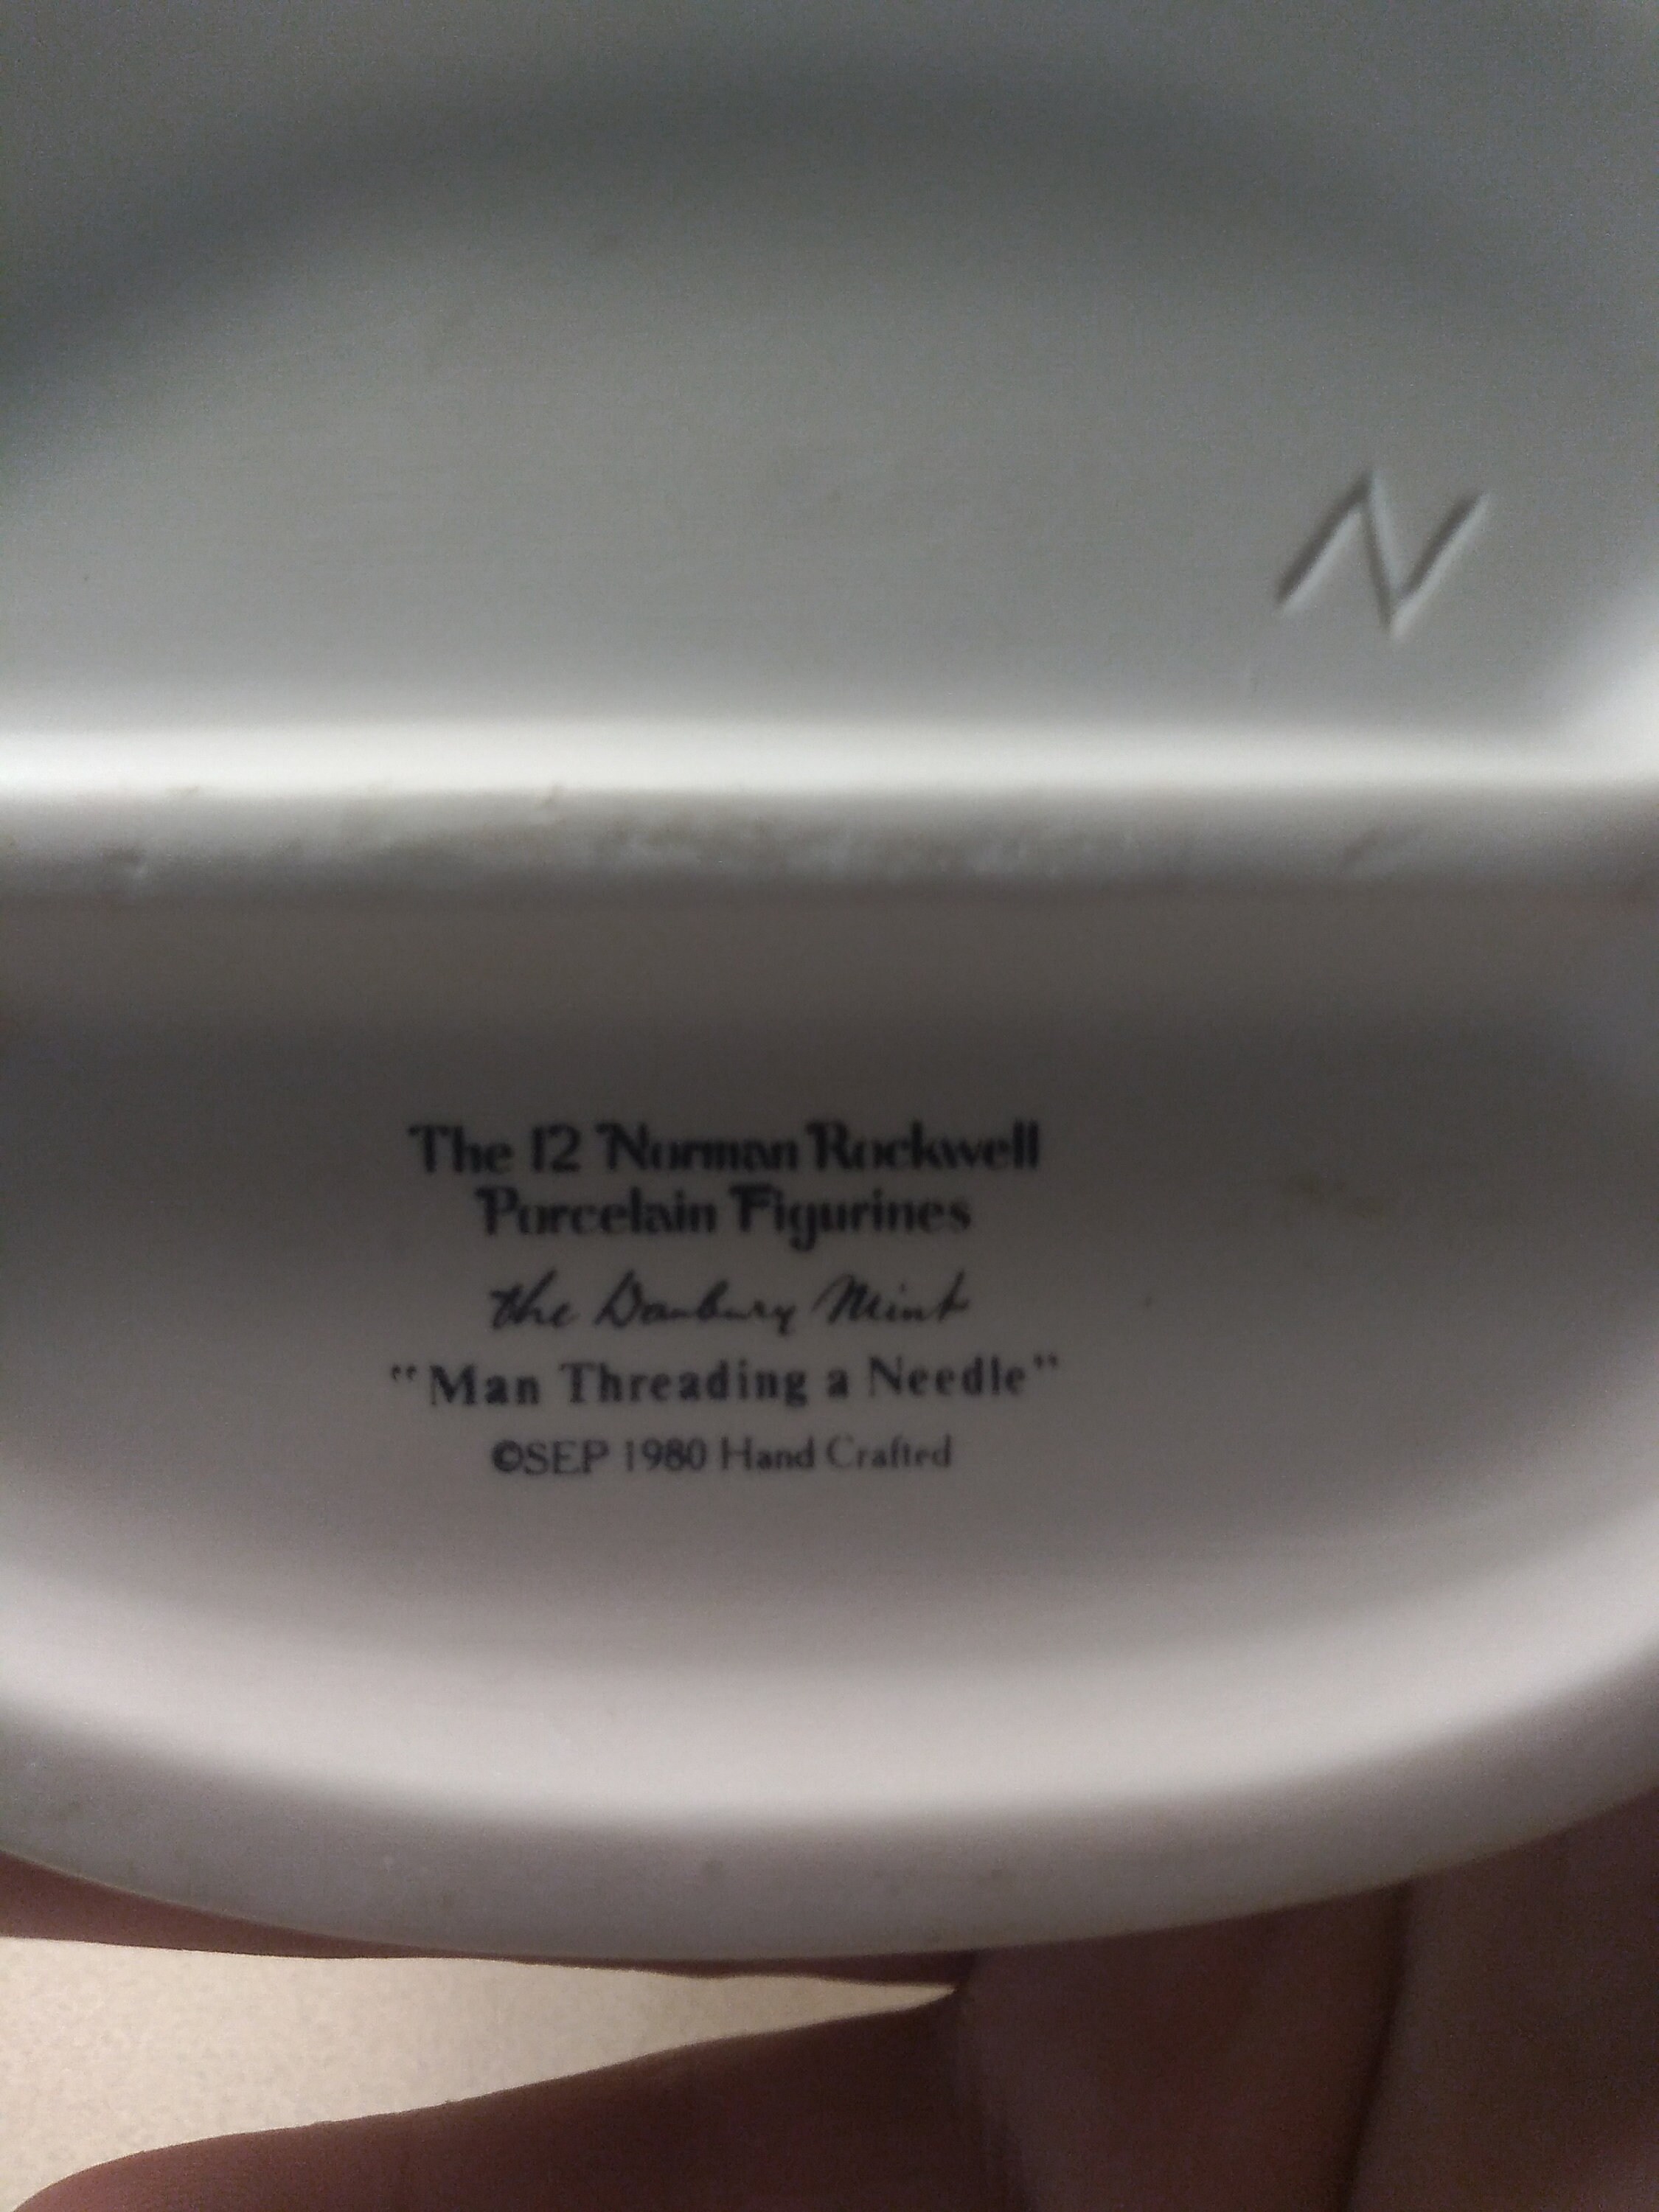 N
The 12 Norman Rockwell
Porcelain Figurines
the Danbury Mint
"Man Threading a Needle"
©SEP 1980 Hand Crafted